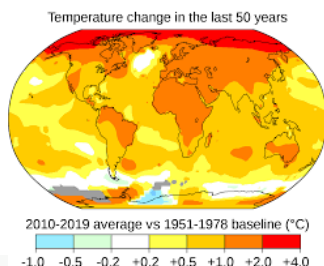 Temperature change in the last 50 years
2010-2019 average vs 1951-1978 baseline (°C)
-1.0 -0.5 -0.2 +0.2 +0.5 +1.0 +2.0 +4.0